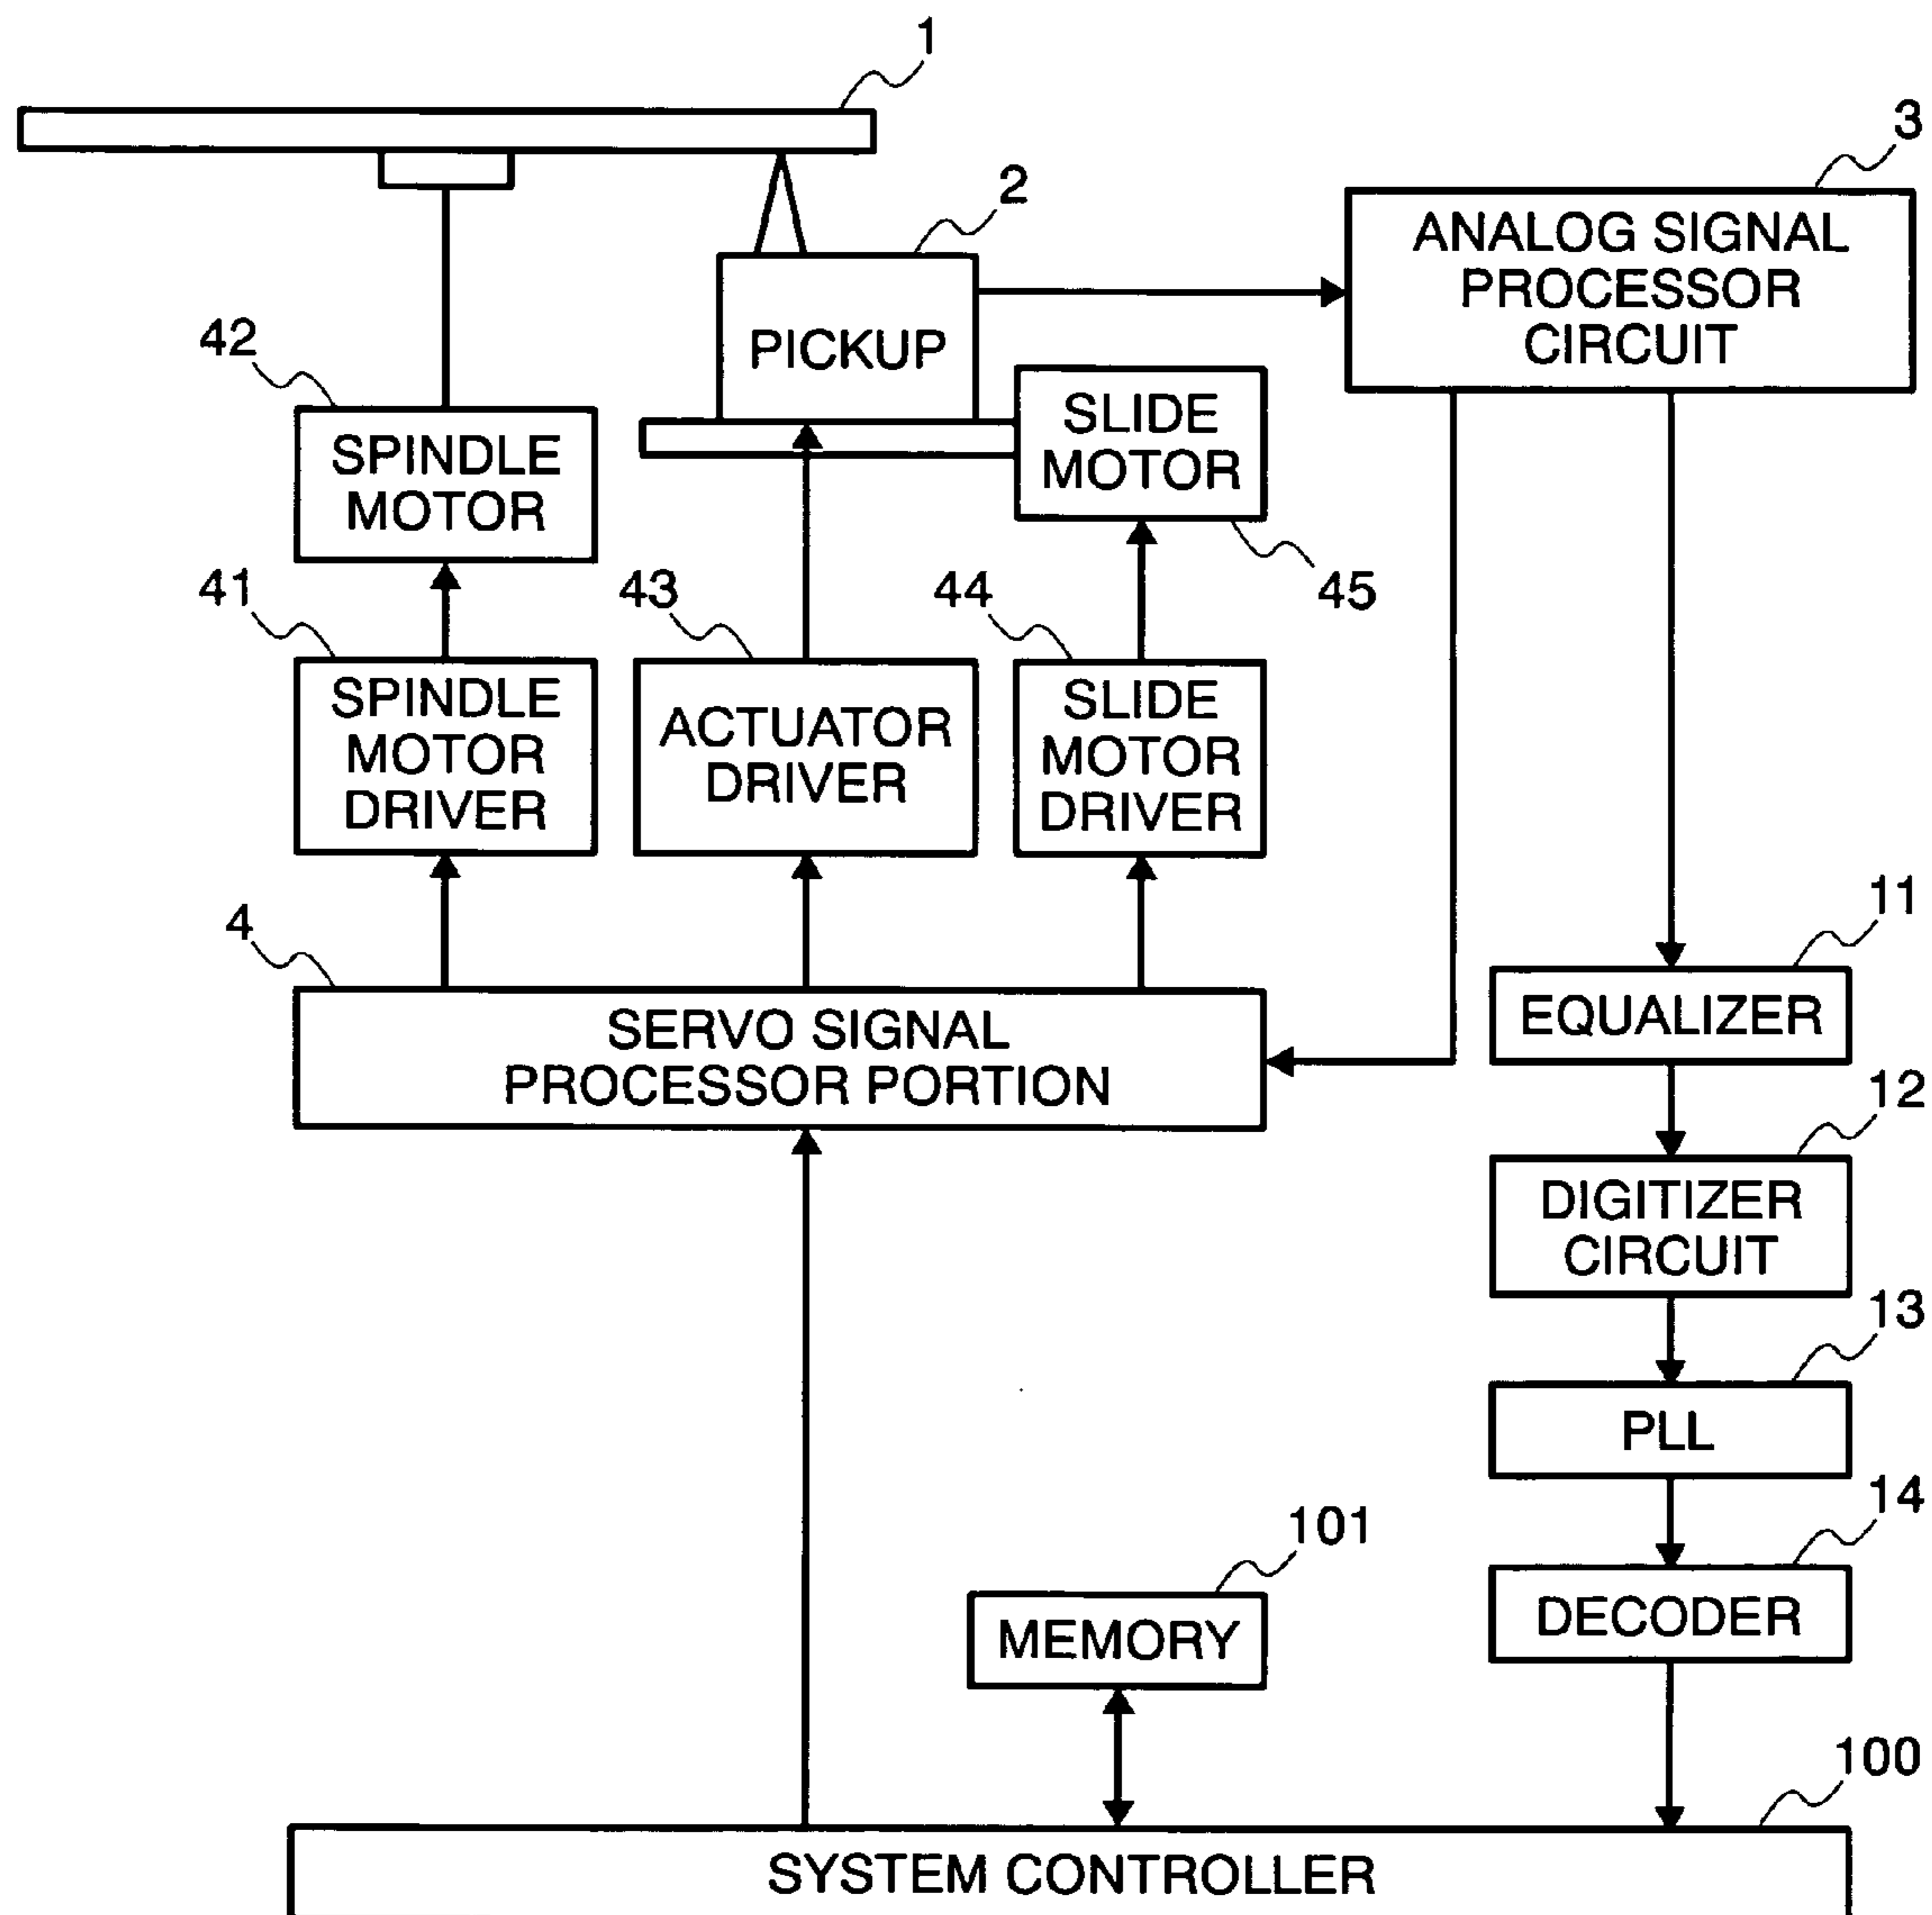 1
3
2
ANALOG SIGNAL
PROCESSOR
CIRCUIT
42
PICKUP
SLIDE
MOTOR
SPINDLE
MOTOR
45
41
43
44
SPINDLE
MOTOR
DRIVER
ACTUATOR
DRIVER
SLIDE
MOTOR
DRIVER
4
11
SERVO SIGNAL
PROCESSOR PORTION
EQUALIZER
12
DIGITIZER
CIRCUIT
13
PLL
14
101
DECODER
MEMORY
100
SYSTEM CONTROLLER